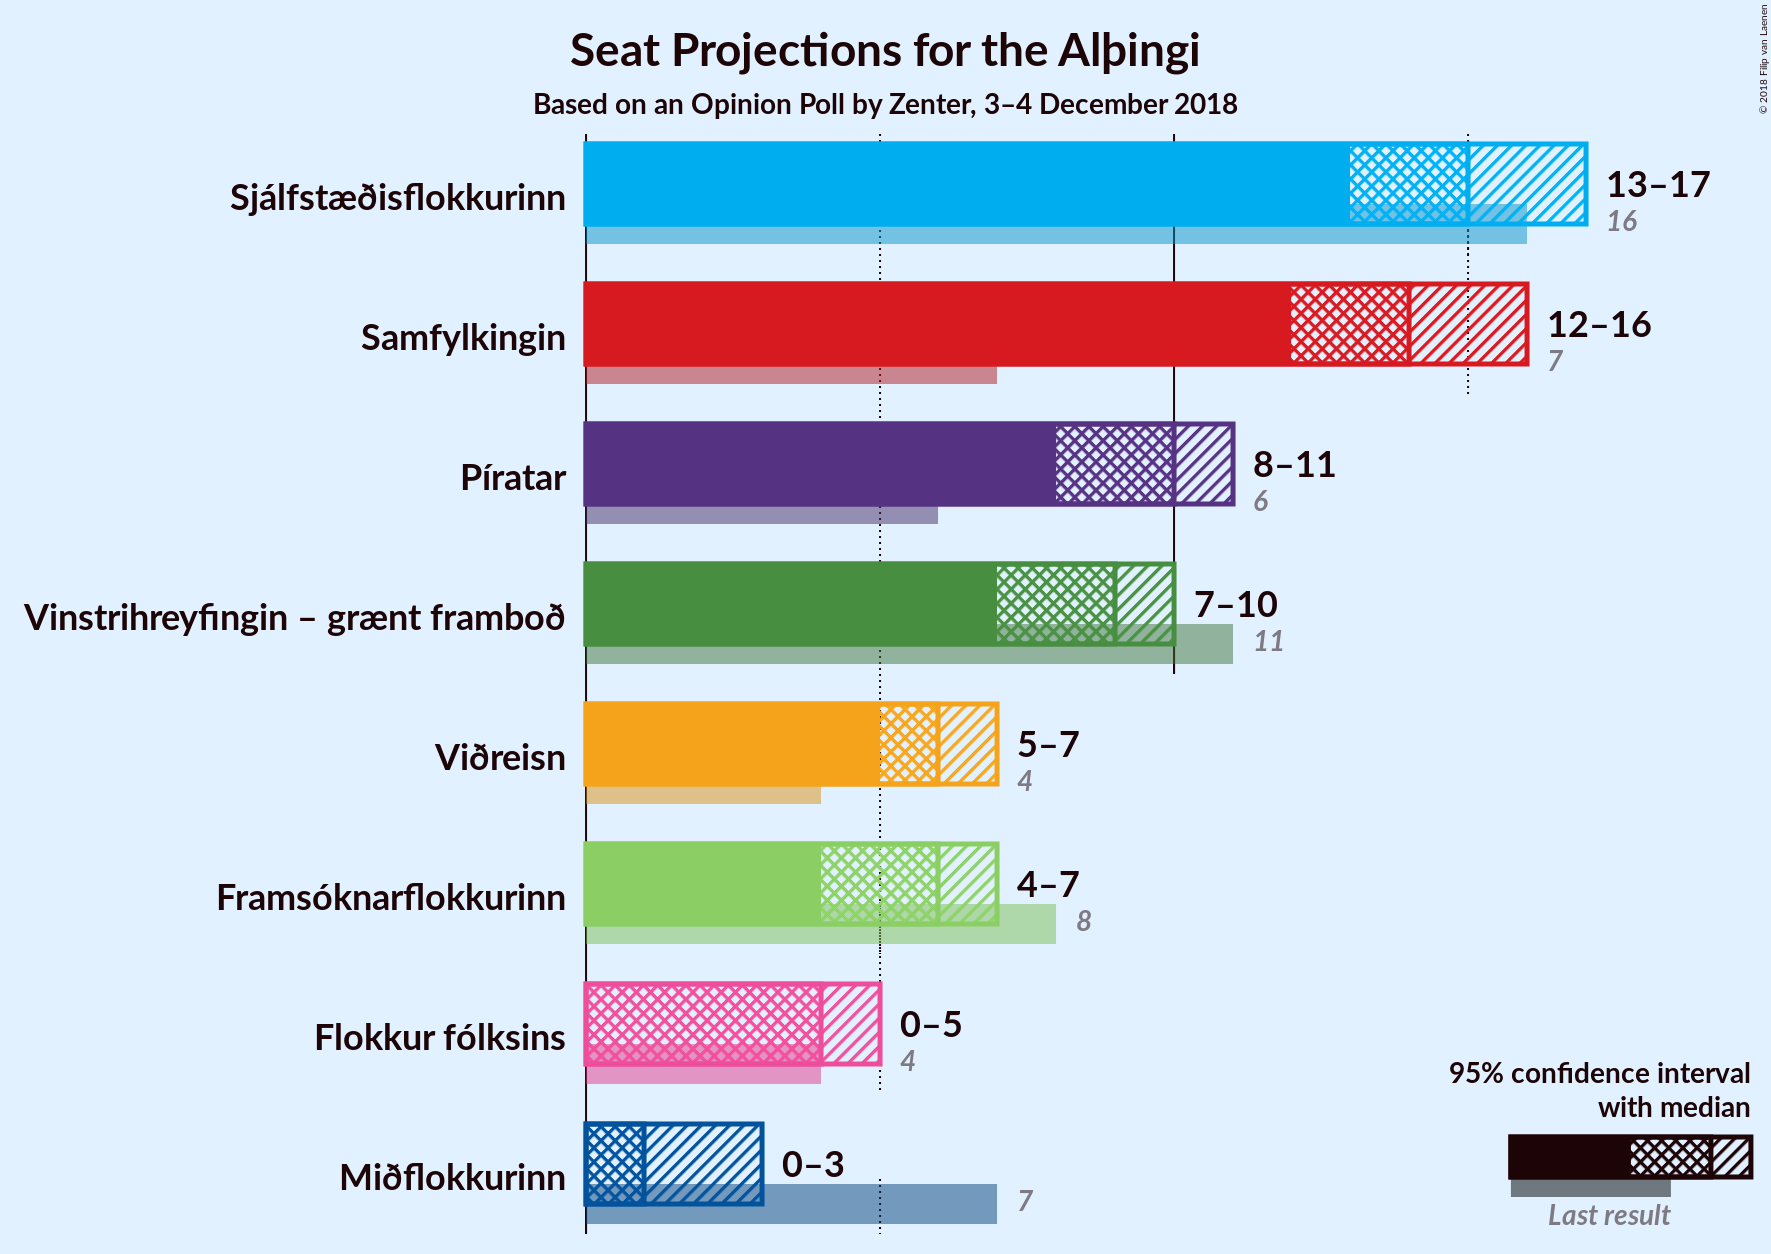 Seat Projections for the Alþingi
Based on an Opinion Poll by Zenter, 3–4 December 2018
© 2018 Filip van Laenen
Sjálfstæðisflokkurinn
13–17
16
Samfylkingin
12–16
7
Píratar
8–11
6
Vinstrihreyfingin – grænt framboð
7–10
11
Viðreisn
5–7
4
Framsóknarflokkurinn
4–7
8
Flokkur fólksins
0–5
4
Miðflokkurinn
0–3
7
95% confidence interval
with median
Last result